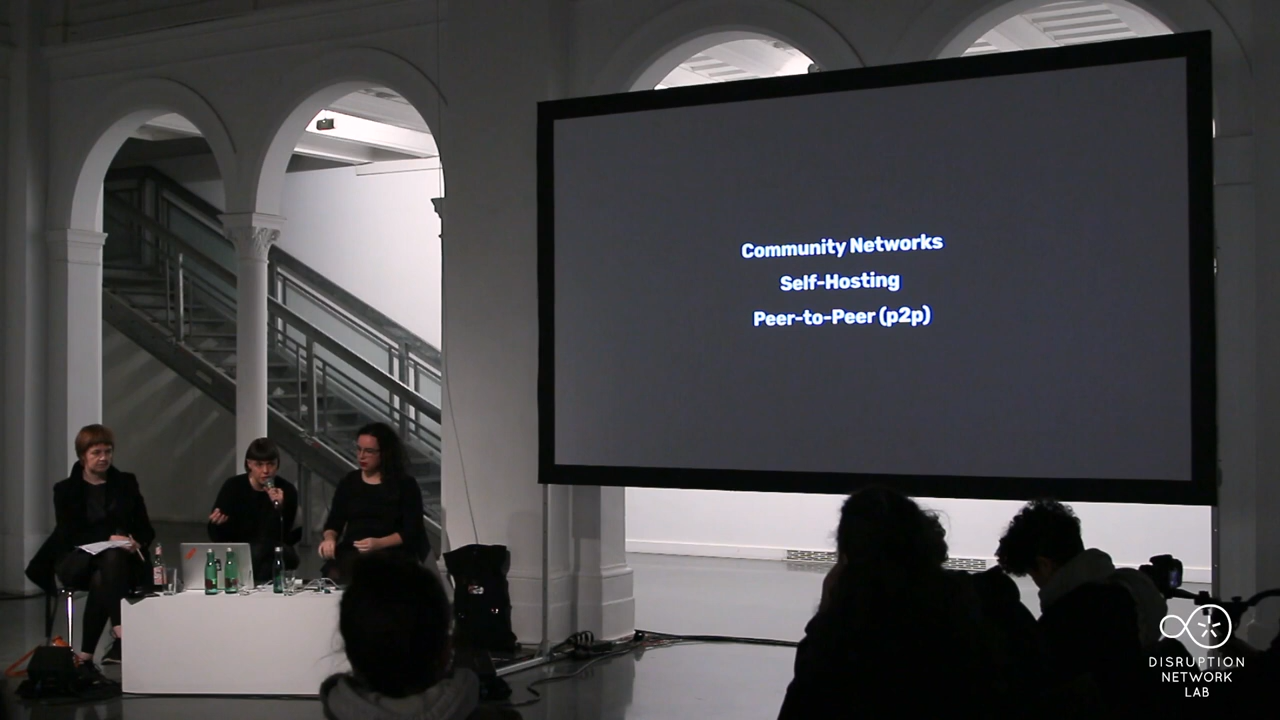 Community Networks
Self-Hosting
Peer-to-Peer (p2p)
DISRUPTION
NETWORK
LAB